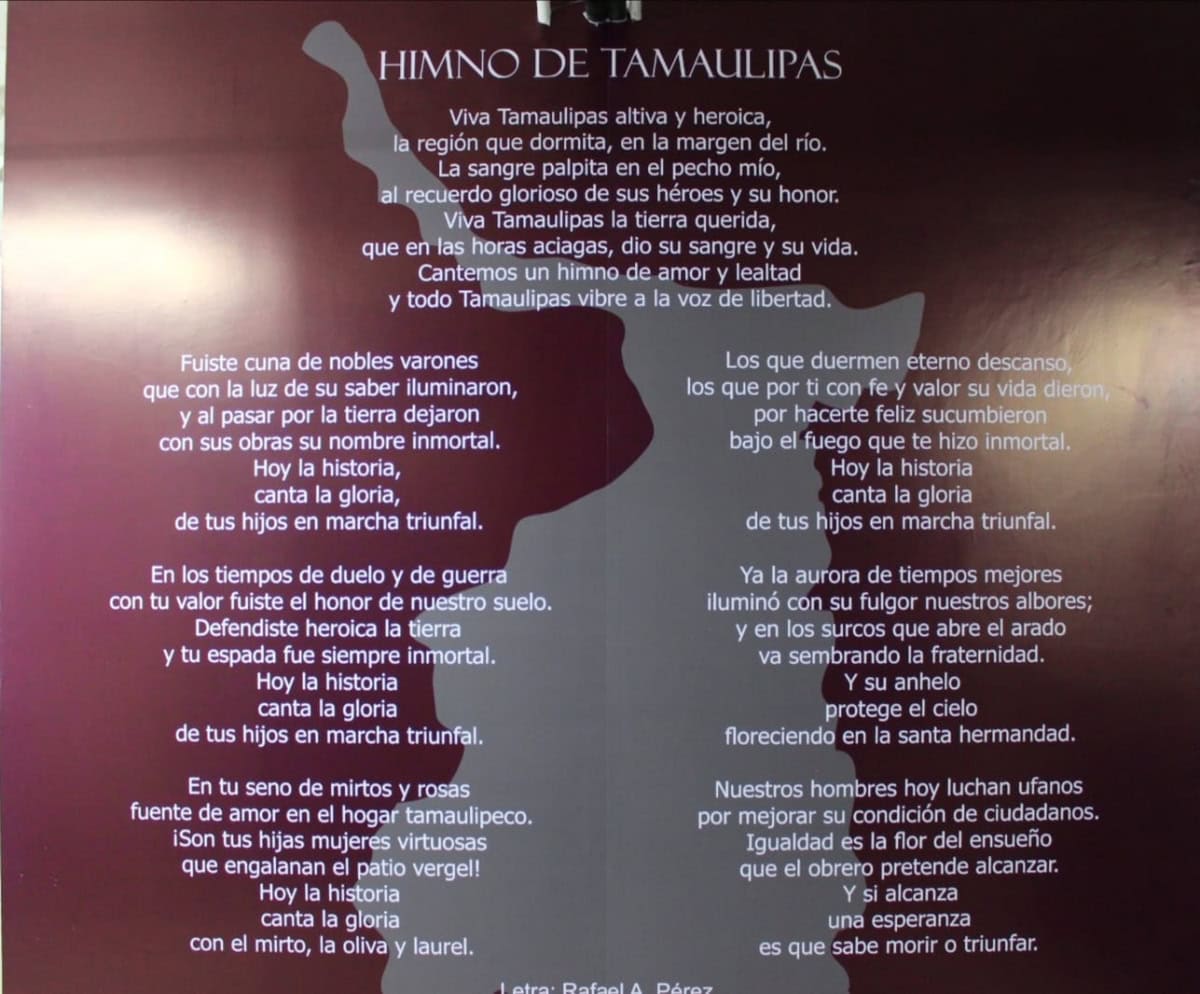 HIMNO DE TAMAULIPAS
Viva Tamaulipas altiva y heroica,
la región que dormita, en la margen del río.
La sangre palpita en el pecho mío,
al recuerdo glorioso de sus héroes y su honor.
Viva Tamaulipas la tierra querida,
que en las horas aciagas, dio su sangre y su vida.
Cantemos un himno de amor y lealtad
y todo Tamaulipas vibre a la voz de libertad.
Fuiste cuna de nobles varones
que con la luz de su saber iluminaron,
y al pasar por la tierra dejaron
con sus obras su nombre inmortal.
Hoy la historia,
canta la gloria,
de tus hijos en marcha triunfal.
En los tiempos de duelo y de guerra
con tu valor fuiste el honor de nuestro suelo.
Defendiste heroica la tierra
y tu espada fue siempre inmortal.
Hoy la historia
canta la gloria
de tus hijos en marcha triunfal.
En tu seno de mirtos y rosas
fuente de amor en el hogar tamaulipeco.
¡Son tus hijas mujeres virtuosas
que engalanan el patio vergel!
Hoy la historia
canta la gloria
con el mirto, la oliva y laurel.
Los que duermen eterno descanso,
los que por ti con fe y valor su vida dieron,
por hacerte feliz sucumbieron
bajo el fuego que te hizo inmortal.
Hoy la historia
canta la gloria
de tus hijos en marcha triunfal.
Ya la aurora de tiempos mejores
iluminó con su fulgor nuestros albores;
y en los surcos que abre el arado
va sembrando la fraternidad.
Y su anhelo
protege el cielo
floreciendo en la santa hermandad.
Nuestros hombres hoy luchan ufanos
por mejorar su condición de ciudadanos.
Igualdad es la flor del ensueño
que el obrero pretende alcanzar.
Y si alcanza
una esperanza
es que sabe morir o triunfar.
Letra: Rafael A. Pérez